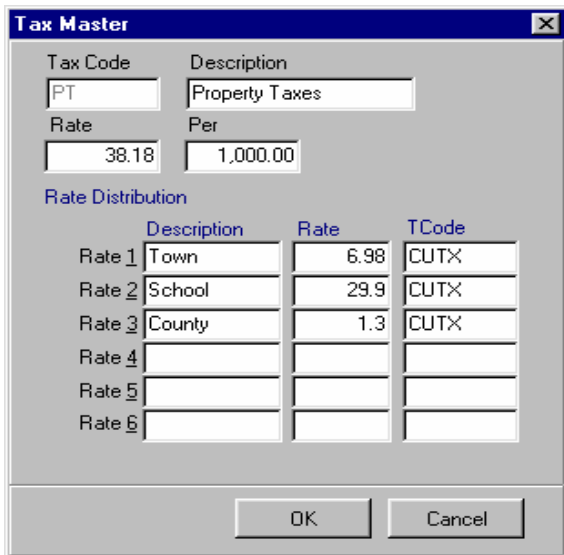 Tax Master
Tax Code Description
PT Property Taxes
Rate Per
38.18 1,000.00
Rate Distribution
Description Rate TCode
Rate 1 Town 6.98 CUTX
Rate 2 School 29.9 CUTX
Rate 3 County 1.3 CUTX
Rate 4
Rate 5
Rate 6
OK Cancel